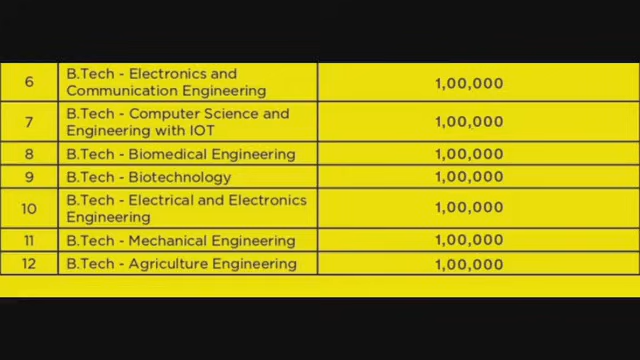 6 B.Tech - Electronics and
Communication Engineering 1,00,000
7 B.Tech - Computer Science and
Engineering with IOT 1,00,000
8 B.Tech - Biomedical Engineering 1,00,000
9 B.Tech - Biotechnology 1,00,000
10 B.Tech - Electrical and Electronics
Engineering 1,00,000
11 B.Tech - Mechanical Engineering 1,00,000
12 B.Tech - Agriculture Engineering 1,00,000